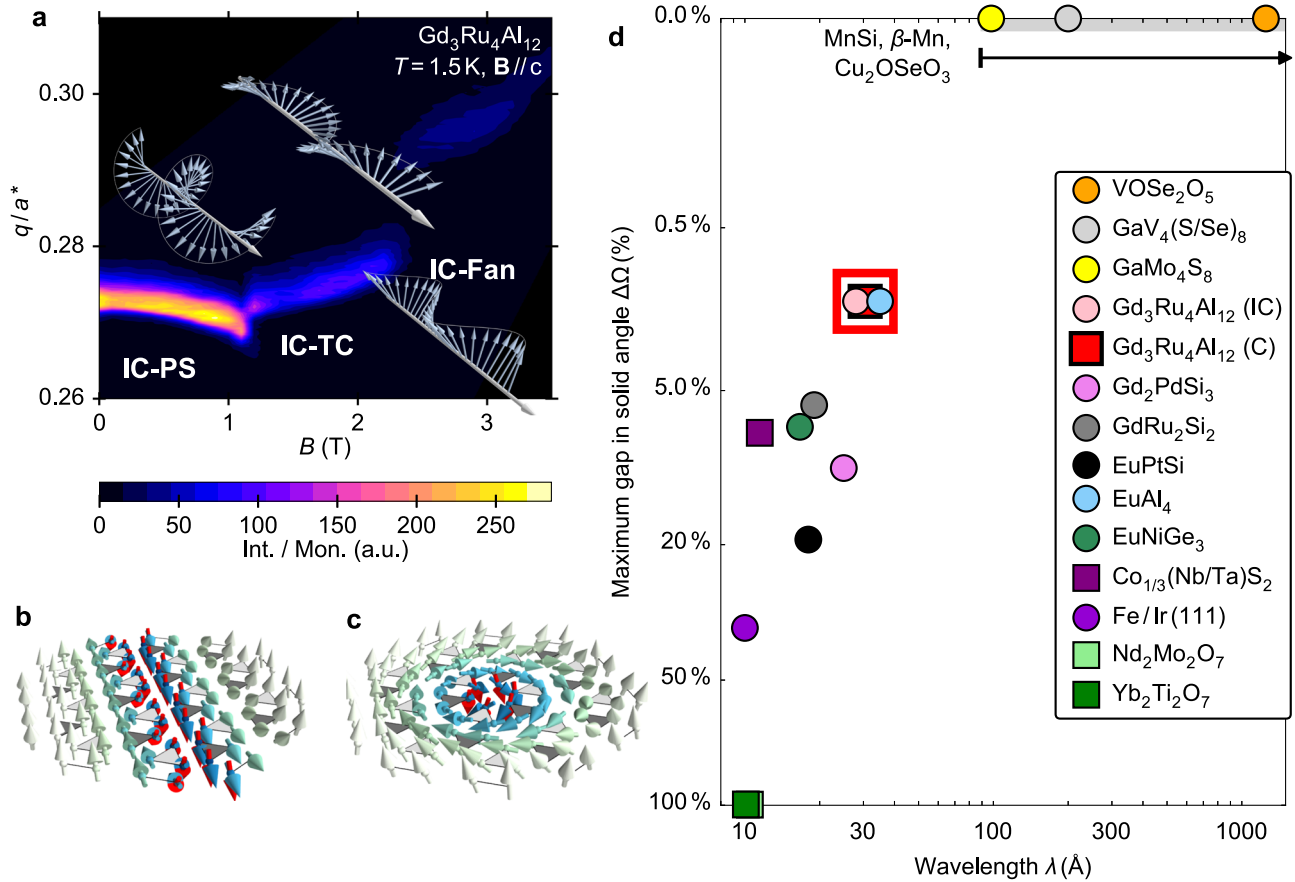 a
Gd₃Ru₄Al₁₂
T = 1.5 K, B // c
0.30
0.28
0.26
q / a*
IC-PS
IC-TC
IC-Fan
0
1
2
3
B (T)
0
50
100
150
200
250
Int. / Mon. (a.u.)
b
c
d
0.0 %
0.5 %
5.0 %
20 %
50 %
100 %
Maximum gap in solid angle ΔΩ (%)
MnSi, β-Mn,
Cu₂OSeO₃
VOSe₂O₅
GaV₄(S/Se)₈
GaMo₄S₈
Gd₃Ru₄Al₁₂ (IC)
Gd₃Ru₄Al₁₂ (C)
Gd₂PdSi₃
GdRu₂Si₂
EuPtSi
EuAl₄
EuNiGe₃
Co₁/₃(Nb/Ta)S₂
Fe / Ir (111)
Nd₂Mo₂O₇
Yb₂Ti₂O₇
10
30
100
300
1000
Wavelength λ (Å)